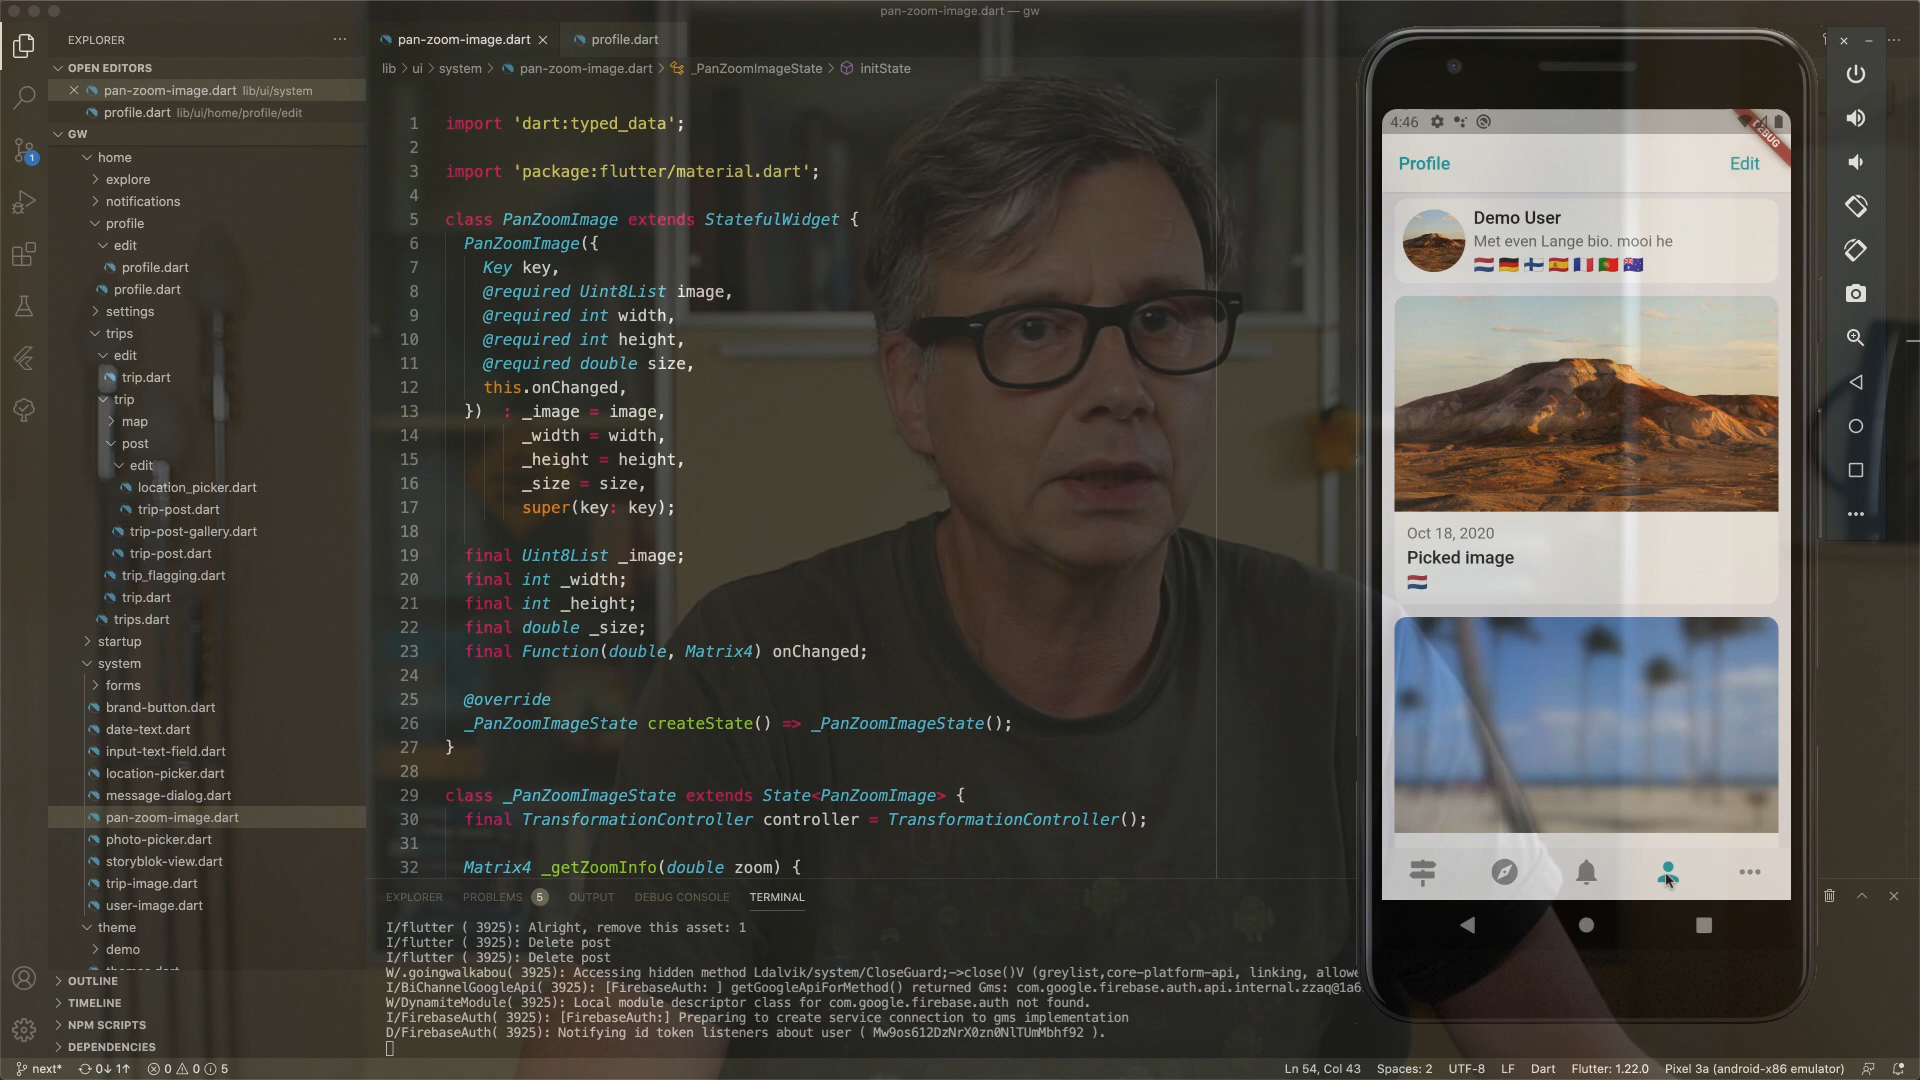 pan-zoom-image.dart — gw
EXPLORER
OPEN EDITORS
pan-zoom-image.dart lib/ui/system
profile.dart lib/ui/home/profile/edit
GW
home
explore
notifications
profile
edit
profile.dart
profile.dart
settings
trips
edit
trip.dart
trip
map
post
edit
location_picker.dart
trip-post.dart
trip-post-gallery.dart
trip-post.dart
trip_flagging.dart
trip.dart
trips.dart
startup
system
forms
brand-button.dart
date-text.dart
input-text-field.dart
location-picker.dart
message-dialog.dart
pan-zoom-image.dart
photo-picker.dart
storyblok-view.dart
trip-image.dart
user-image.dart
theme
demo
OUTLINE
TIMELINE
NPM SCRIPTS
DEPENDENCIES
1
pan-zoom-image.dart
profile.dart
lib > ui > system > pan-zoom-image.dart > _PanZoomImageState > initState
1 import 'dart:typed_data';
2
3 import 'package:flutter/material.dart';
4
5 class PanZoomImage extends StatefulWidget {
6 PanZoomImage({
7 Key key,
8 @required Uint8List image,
9 @required int width,
10 @required int height,
11 @required double size,
12 this.onChanged,
13 }) : _image = image,
14 _width = width,
15 _height = height,
16 _size = size,
17 super(key: key);
18
19 final Uint8List _image;
20 final int _width;
21 final int _height;
22 final double _size;
23 final Function(double, Matrix4) onChanged;
24
25 @override
26 _PanZoomImageState createState() => _PanZoomImageState();
27 }
28
29 class _PanZoomImageState extends State<PanZoomImage> {
30 final TransformationController controller = TransformationController();
31
32 Matrix4 _getZoomInfo(double zoom) {
EXPLORER PROBLEMS 5 OUTPUT DEBUG CONSOLE TERMINAL
I/flutter ( 3925): Alright, remove this asset: 1
I/flutter ( 3925): Delete post
I/flutter ( 3925): Delete post
W/.goingwalkabou( 3925): Accessing hidden method Ldalvik/system/CloseGuard;->close()V (greylist,core-platform-api, linking, allowe
I/BiChannelGoogleApi( 3925): [FirebaseAuth: ] getGoogleApiForMethod() returned Gms: com.google.firebase.auth.api.internal.zzaq@1a6
W/DynamiteModule( 3925): Local module descriptor class for com.google.firebase.auth not found.
I/FirebaseAuth( 3925): [FirebaseAuth:] Preparing to create service connection to gms implementation
D/FirebaseAuth( 3925): Notifying id token listeners about user ( Mw9os612DzNrX0zn0NlTUmMbhf92 ).
4:46
DEBUG
Profile
Edit
Demo User
Met even Lange bio. mooi he
Oct 18, 2020
Picked image
next* 0↓ 1↑ 0 0 5
Ln 54, Col 43 Spaces: 2 UTF-8 LF Dart Flutter: 1.22.0 Pixel 3a (android-x86 emulator)